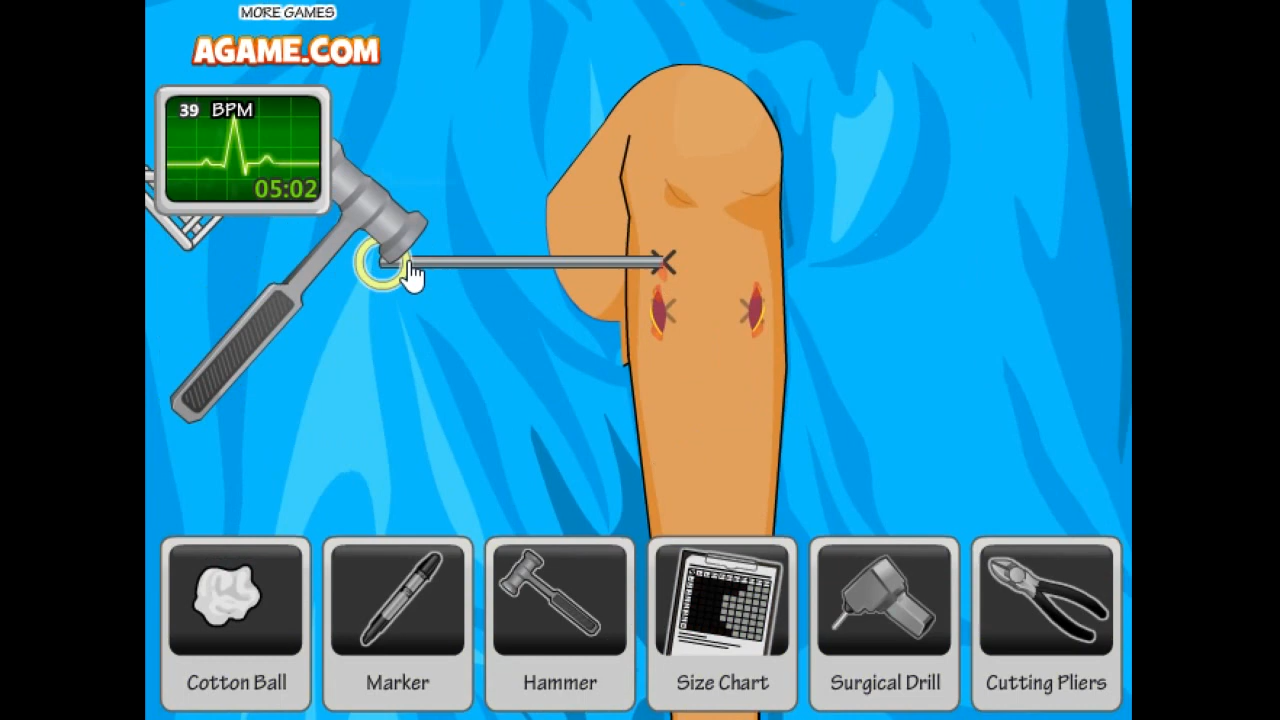 MORE GAMES
AGAME.COM
39 BPM
05:02
Cotton Ball
Marker
Hammer
Size Chart
Surgical Drill
Cutting Pliers